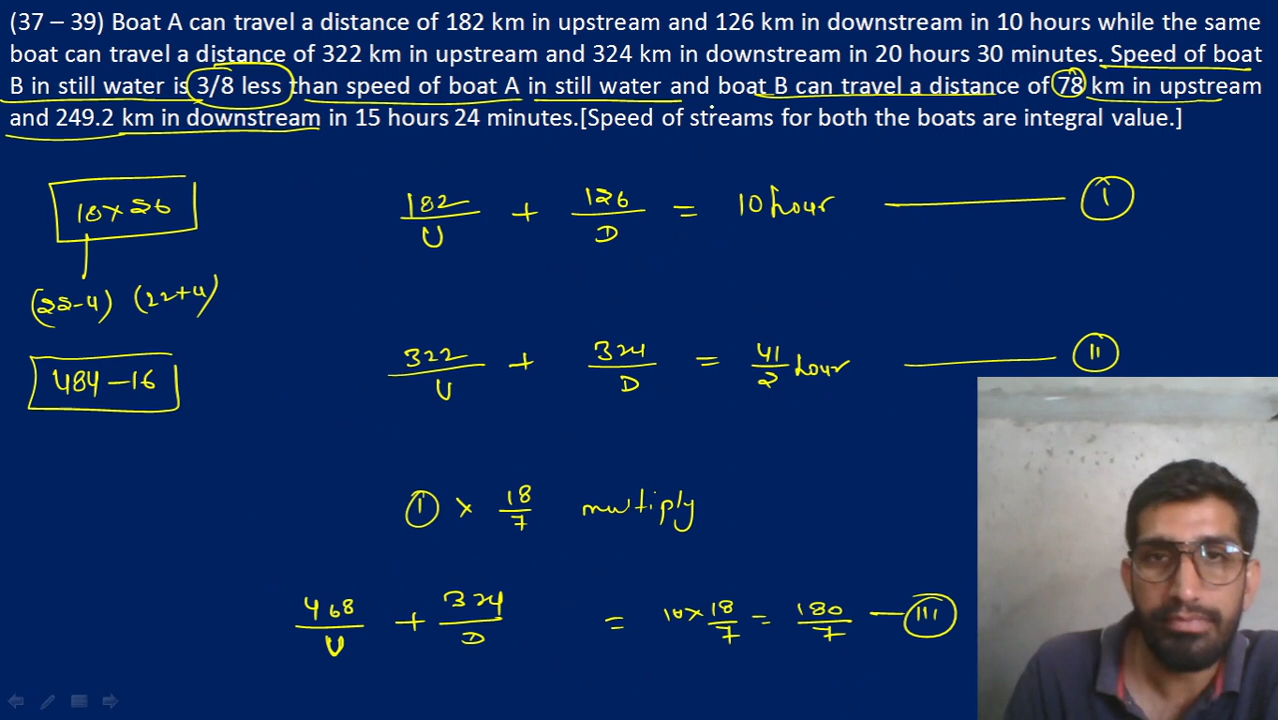 (37 – 39) Boat A can travel a distance of 182 km in upstream and 126 km in downstream in 10 hours while the same
boat can travel a distance of 322 km in upstream and 324 km in downstream in 20 hours 30 minutes. Speed of boat
B in still water is 3/8 less than speed of boat A in still water and boat B can travel a distance of 78 km in upstream
and 249.2 km in downstream in 15 hours 24 minutes.[Speed of streams for both the boats are integral value.]
18 × 26
(22-4) (22+4)
484 – 16
182/U + 126/D = 10 hour I
322/U + 324/D = 41/2 hour II
I × 18/7 multiply
468/U + 324/D = 10 × 18/7 = 180/7 III